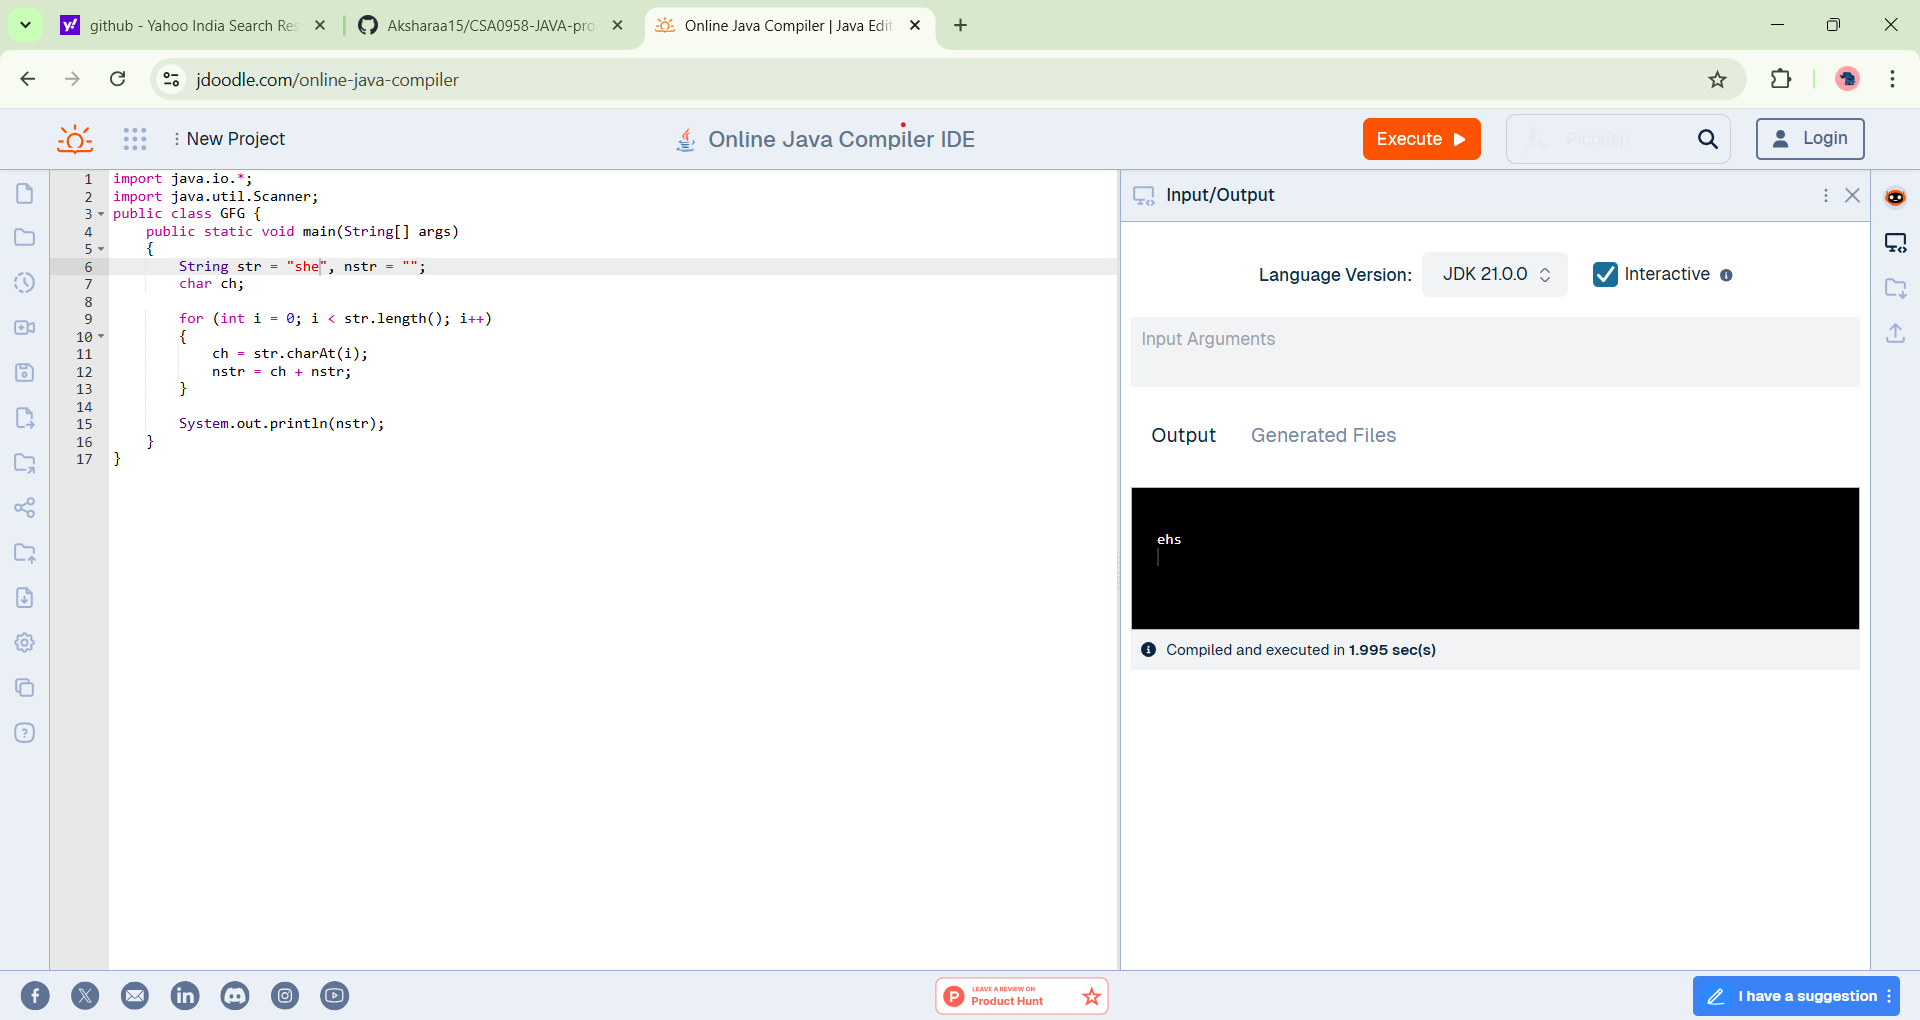 github - Yahoo India Search Res
Aksharaa15/CSA0958-JAVA-pro
Online Java Compiler | Java Edit
jdoodle.com/online-java-compiler
New Project
Online Java Compiler IDE
Execute
Picolisp
Login
1 import java.io.*;
2 import java.util.Scanner;
3 public class GFG {
4 public static void main(String[] args)
5 {
6 String str = "she", nstr = "";
7 char ch;
8
9 for (int i = 0; i < str.length(); i++)
10 {
11 ch = str.charAt(i);
12 nstr = ch + nstr;
13 }
14
15 System.out.println(nstr);
16 }
17 }
Input/Output
Language Version: JDK 21.0.0 Interactive
Input Arguments
Output Generated Files
ehs
Compiled and executed in 1.995 sec(s)
LEAVE A REVIEW ON
Product Hunt
I have a suggestion